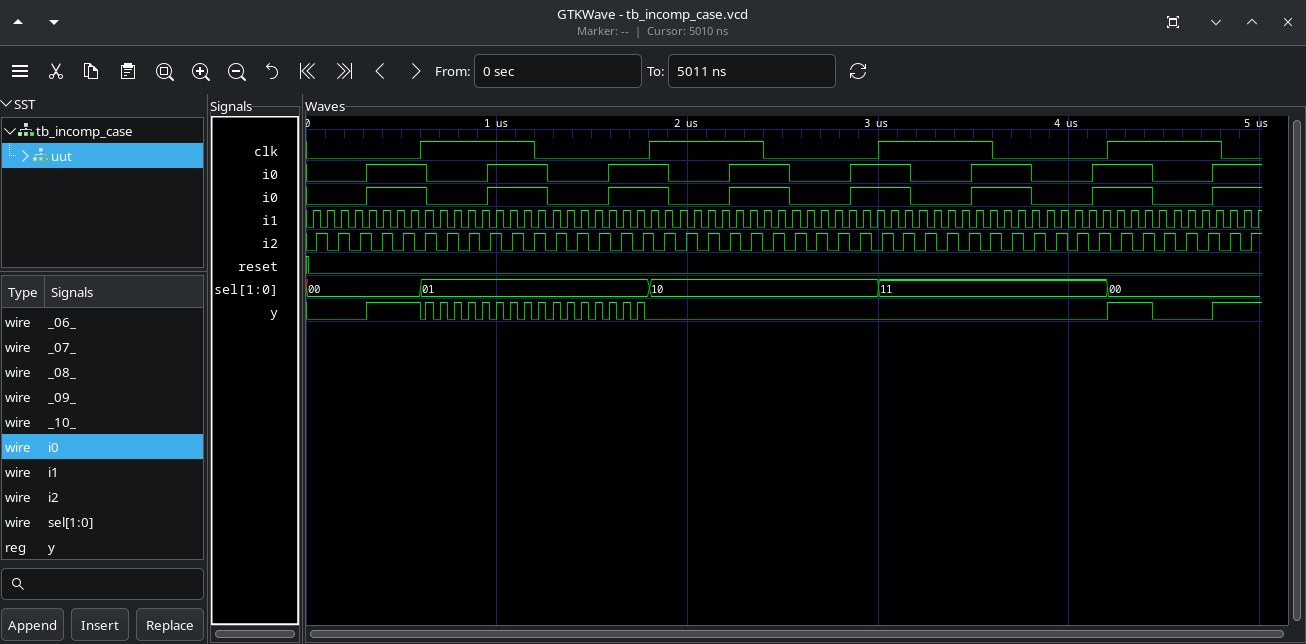 GTKWave - tb_incomp_case.vcd
Marker: -- | Cursor: 5010 ns
From: 0 sec To: 5011 ns
SST
tb_incomp_case
uut
Type Signals
wire _06_
wire _07_
wire _08_
wire _09_
wire _10_
wire i0
wire i1
wire i2
wire sel[1:0]
reg y
Append Insert Replace
Signals
clk
i0
i0
i1
i2
reset
sel[1:0]
y
Waves
0 1 us 2 us 3 us 4 us 5 us
00 01 10 11 00